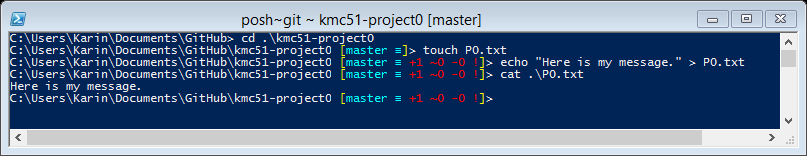 posh~git ~ kmc51-project0 [master]
C:\Users\Karin\Documents\GitHub> cd .\kmc51-project0
C:\Users\Karin\Documents\GitHub\kmc51-project0 [master ≡]> touch P0.txt
C:\Users\Karin\Documents\GitHub\kmc51-project0 [master ≡ +1 ~0 -0 !]> echo "Here is my message." > P0.txt
C:\Users\Karin\Documents\GitHub\kmc51-project0 [master ≡ +1 ~0 -0 !]> cat .\P0.txt
Here is my message.
C:\Users\Karin\Documents\GitHub\kmc51-project0 [master ≡ +1 ~0 -0 !]>